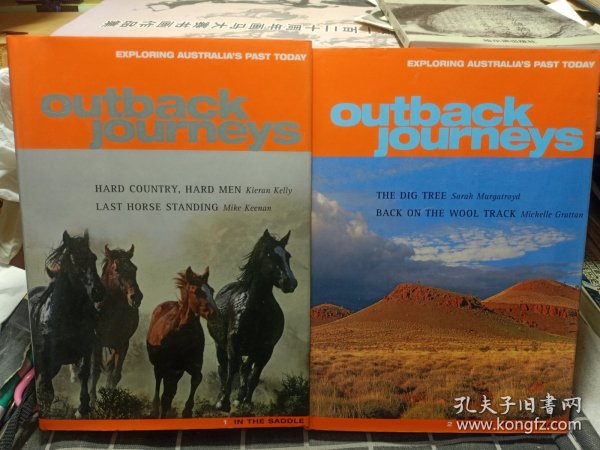 EXPLORING AUSTRALIA'S PAST TODAY
outback
journeys
HARD COUNTRY, HARD MEN Kieran Kelly
LAST HORSE STANDING Mike Keenan
1 IN THE SADDLE
EXPLORING AUSTRALIA'S PAST TODAY
outback
journeys
THE DIG TREE Sarah Murgatroyd
BACK ON THE WOOL TRACK Michelle Grattan
2
孔夫子旧书网
www.kongfz.com